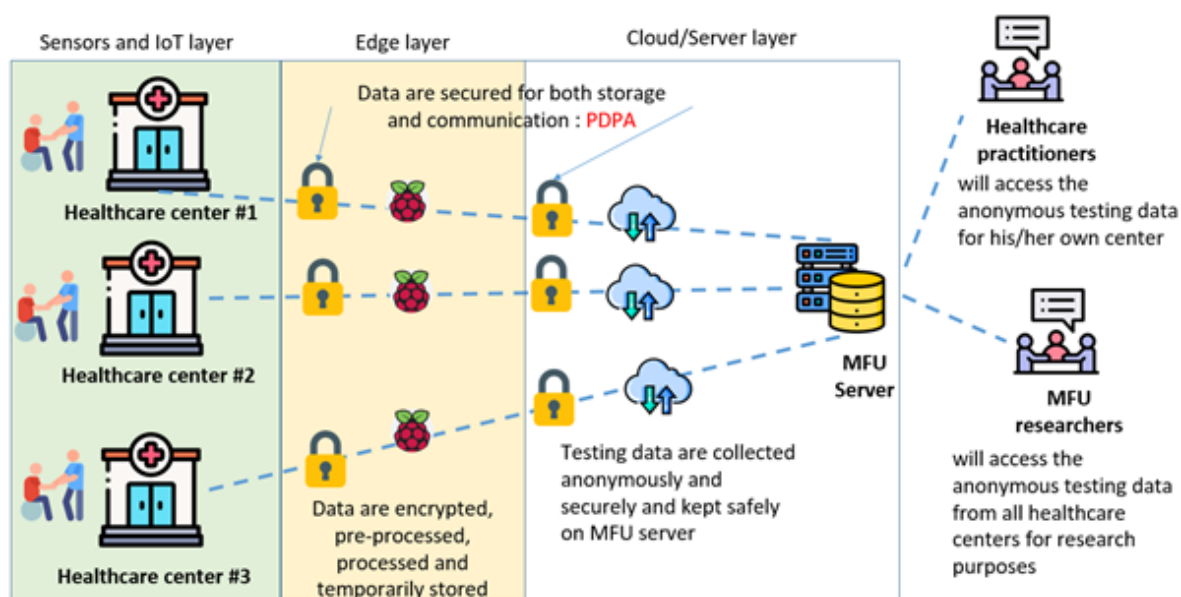 Sensors and IoT layer
Edge layer
Cloud/Server layer
Data are secured for both storage
and communication : PDPA
Healthcare center #1
Healthcare center #2
Healthcare center #3
Data are encrypted,
pre-processed,
processed and
temporarily stored
Testing data are collected
anonymously and
securely and kept safely
on MFU server
MFU
Server
Healthcare
practitioners
will access the
anonymous testing data
for his/her own center
MFU
researchers
will access the
anonymous testing data
from all healthcare
centers for research
purposes